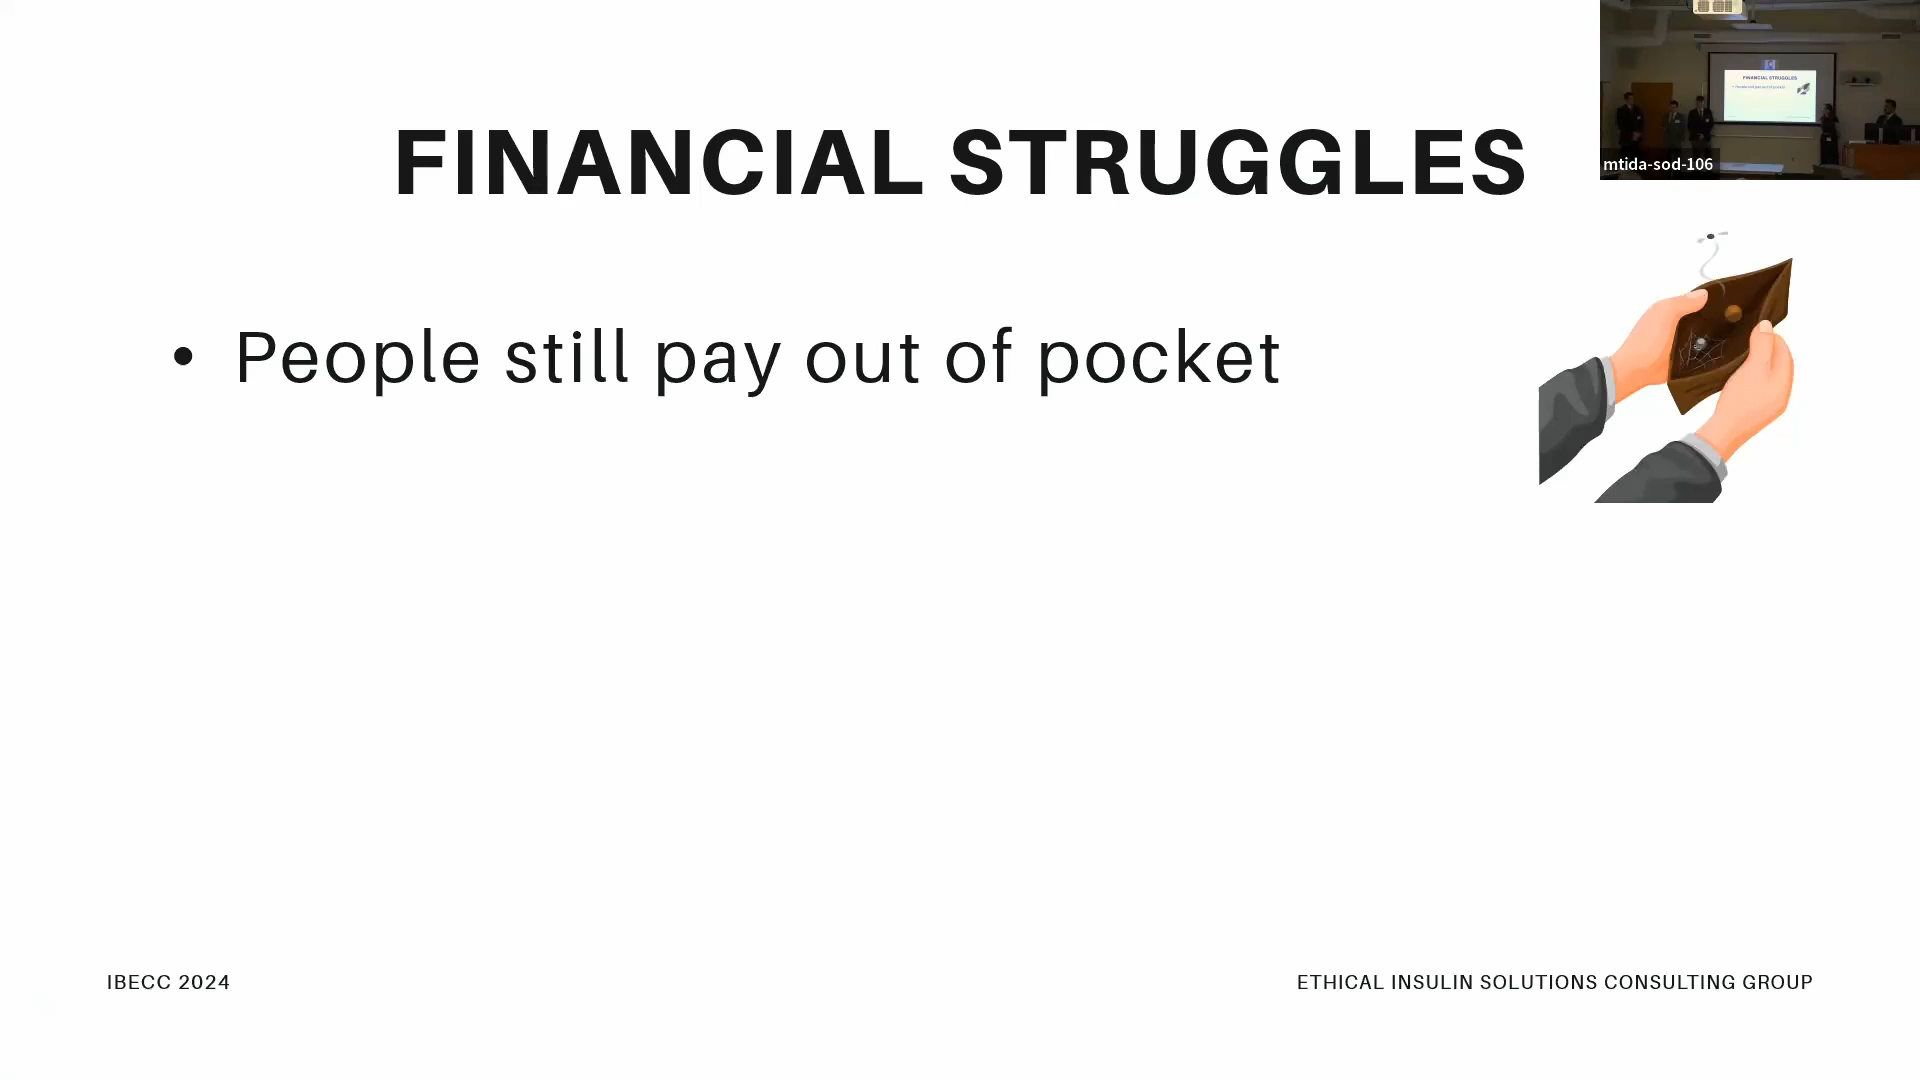 FINANCIAL STRUGGLES
mtida-sod-106
• People still pay out of pocket
IBECC 2024
ETHICAL INSULIN SOLUTIONS CONSULTING GROUP